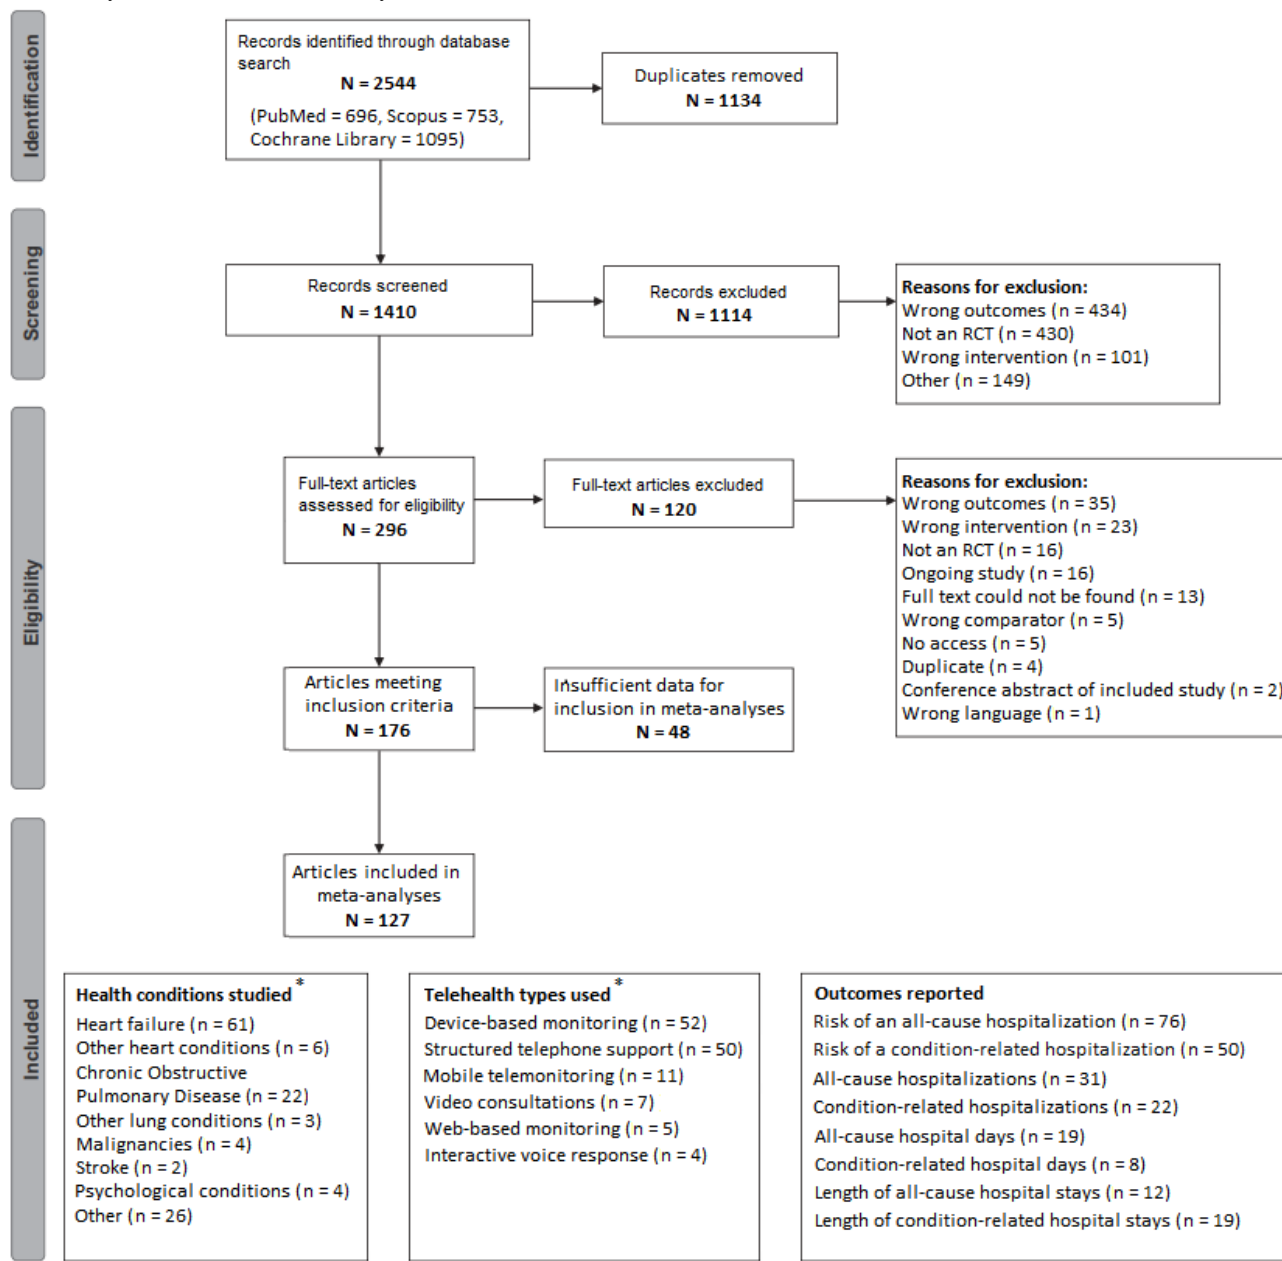 Identification
Records identified through database
search
N = 2544
(PubMed = 696, Scopus = 753,
Cochrane Library = 1095)
Duplicates removed
N = 1134
Screening
Records screened
N = 1410
Records excluded
N = 1114
Reasons for exclusion:
Wrong outcomes (n = 434)
Not an RCT (n = 430)
Wrong intervention (n = 101)
Other (n = 149)
Eligibility
Full-text articles
assessed for eligibility
N = 296
Full-text articles excluded
N = 120
Reasons for exclusion:
Wrong outcomes (n = 35)
Wrong intervention (n = 23)
Not an RCT (n = 16)
Ongoing study (n = 16)
Full text could not be found (n = 13)
Wrong comparator (n = 5)
No access (n = 5)
Duplicate (n = 4)
Conference abstract of included study (n = 2)
Wrong language (n = 1)
Articles meeting
inclusion criteria
N = 176
Insufficient data for
inclusion in meta-analyses
N = 48
Included
Articles included in
meta-analyses
N = 127
Health conditions studied *
Heart failure (n = 61)
Other heart conditions (n = 6)
Chronic Obstructive
Pulmonary Disease (n = 22)
Other lung conditions (n = 3)
Malignancies (n = 4)
Stroke (n = 2)
Psychological conditions (n = 4)
Other (n = 26)
Telehealth types used *
Device-based monitoring (n = 52)
Structured telephone support (n = 50)
Mobile telemonitoring (n = 11)
Video consultations (n = 7)
Web-based monitoring (n = 5)
Interactive voice response (n = 4)
Outcomes reported
Risk of an all-cause hospitalization (n = 76)
Risk of a condition-related hospitalization (n = 50)
All-cause hospitalizations (n = 31)
Condition-related hospitalizations (n = 22)
All-cause hospital days (n = 19)
Condition-related hospital days (n = 8)
Length of all-cause hospital stays (n = 12)
Length of condition-related hospital stays (n = 19)